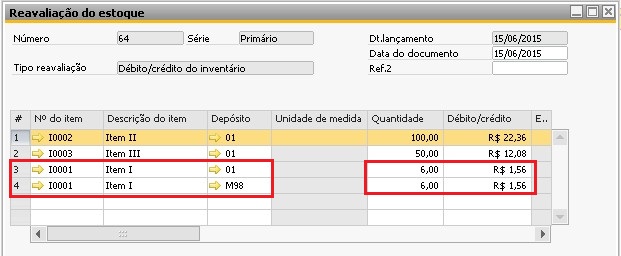 Reavaliação do estoque
Número 64 Série Primário Dt.lançamento 15/06/2015
Data do documento 15/06/2015
Tipo reavaliação Débito/crédito do inventário Ref.2
# Nº do item Descrição do item Depósito Unidade de medida Quantidade Débito/crédito E..
1 I0002 Item II 01 100,00 R$ 22,36
2 I0003 Item III 01 50,00 R$ 12,08
3 I0001 Item I 01 6,00 R$ 1,56
4 I0001 Item I M98 6,00 R$ 1,56